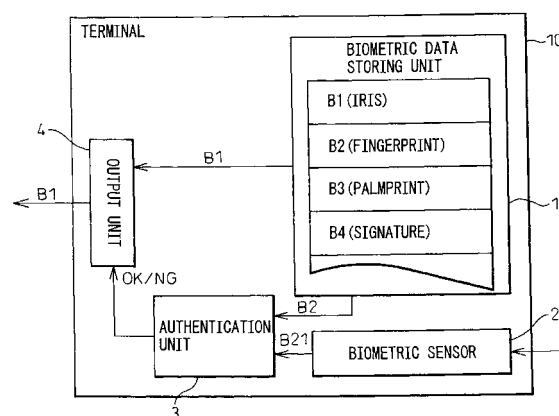 TERMINAL
10
BIOMETRIC DATA
STORING UNIT
B1(IRIS)
B2(FINGERPRINT)
B3(PALMPRINT)
B4(SIGNATURE)
1
4
OUTPUT UNIT
B1
B1
OK/NG
B2
AUTHENTICATION
UNIT
B21
BIOMETRIC SENSOR
2
3